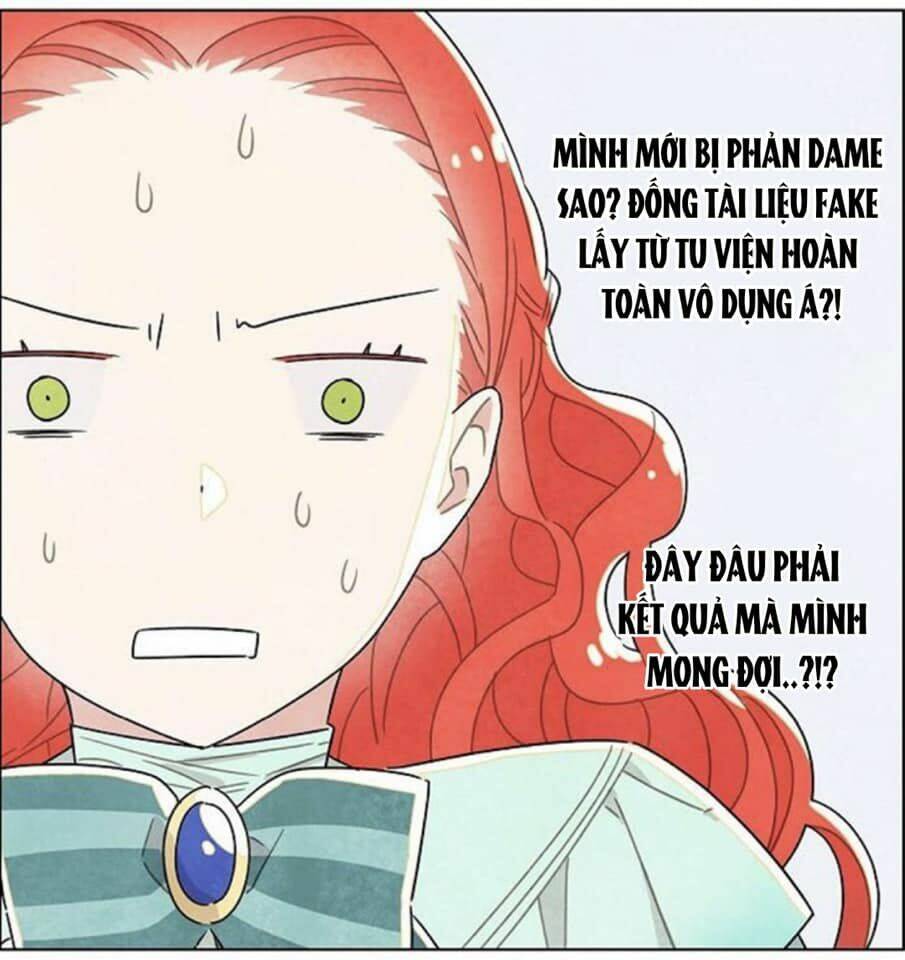 MÌNH MỚI BỊ PHẢN DAME
SAO? ĐỐNG TÀI LIỆU FAKE
LẤY TỪ TU VIỆN HOÀN
TOÀN VÔ DỤNG Á?!
ĐÂY ĐÂU PHẢI
KẾT QUẢ MÀ MÌNH
MONG ĐỢI..?!?